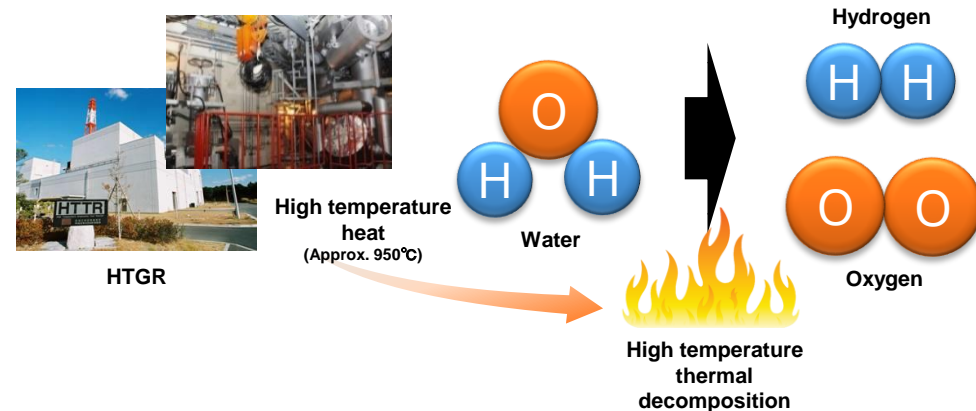 Hydrogen
H H
O
H H
O O
HTTR
High temperature
heat
(Approx. 950℃)
Water
HTGR
Oxygen
High temperature
thermal
decomposition